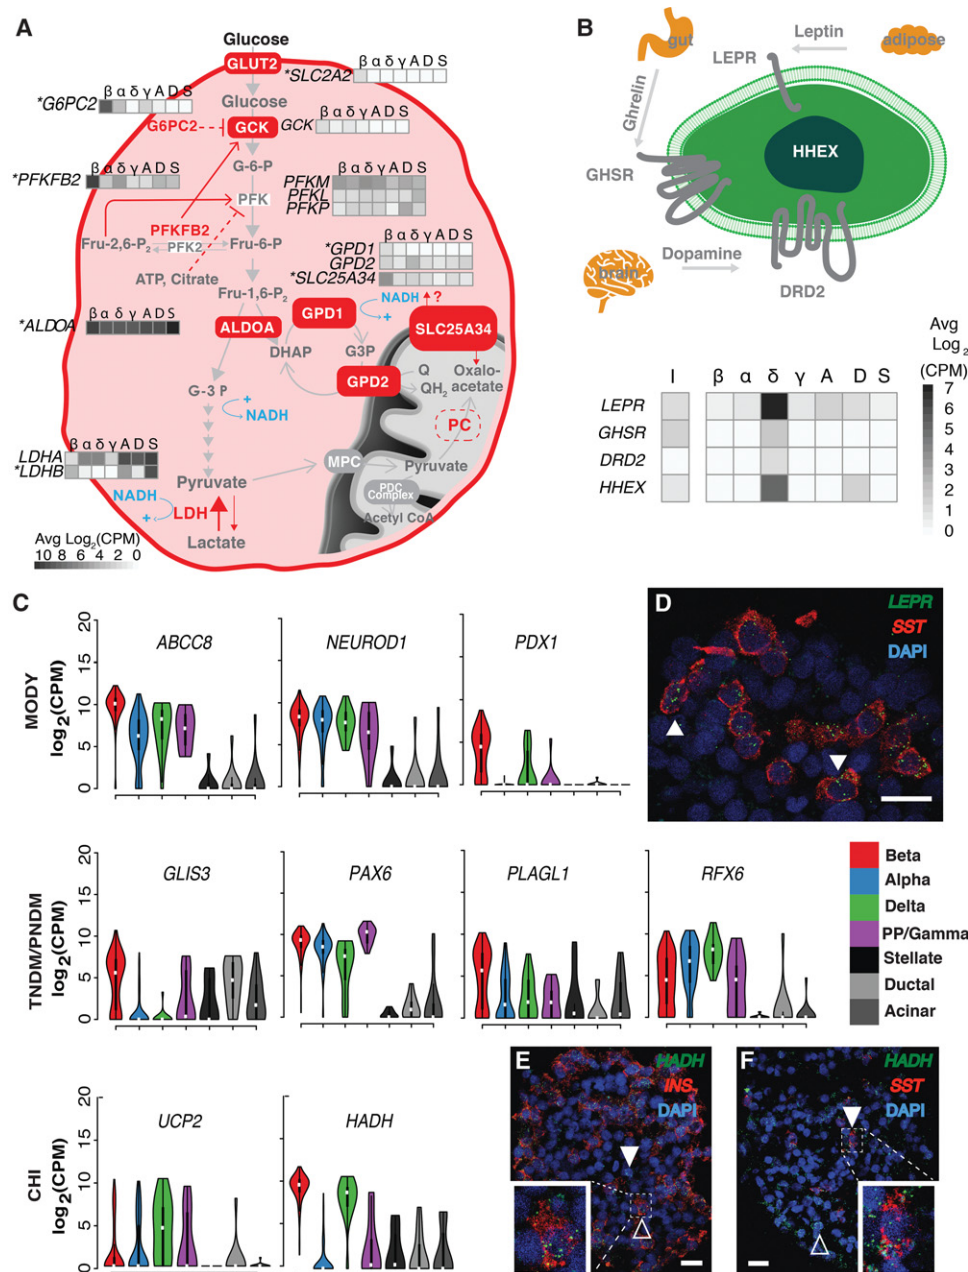 A
Glucose
GLUT2
*SLC2A2
β α δ γ A D S
Glucose
*G6PC2
β α δ γ A D S
G6PC2
GCK
GCK
β α δ γ A D S
G-6-P
*PFKFB2
β α δ γ A D S
PFK
PFKM
PFKL
PFKP
β α δ γ A D S
PFKFB2
Fru-2,6-P2
PFK2
Fru-6-P
ATP, Citrate
*GPD1
GPD2
*SLC25A34
β α δ γ A D S
Fru-1,6-P2
NADH
+
?
*ALDOA
β α δ γ A D S
ALDOA
GPD1
SLC25A34
DHAP
G3P
GPD2
Q
QH2
Oxalo-
acetate
G-3 P
+
NADH
PC
LDHA
*LDHB
β α δ γ A D S
MPC
Pyruvate
Pyruvate
PDC
Complex
Acetyl CoA
NADH
+
LDH
Lactate
Avg Log2(CPM)
10 8 6 4 2 0
B
gut
Leptin
adipose
LEPR
Ghrelin
HHEX
GHSR
Dopamine
brain
DRD2
Avg
Log2
(CPM)
I β α δ γ A D S
LEPR
GHSR
DRD2
HHEX
7
6
5
4
3
2
1
0
C
MODY
log2(CPM)
0 5 10 15 20
ABCC8
NEUROD1
PDX1
D
LEPR
SST
DAPI
TNDM/PNDM
log2(CPM)
0 5 10 15 20
GLIS3
PAX6
PLAGL1
RFX6
Beta
Alpha
Delta
PP/Gamma
Stellate
Ductal
Acinar
CHI
log2(CPM)
0 5 10 15 20
UCP2
HADH
E
HADH
INS
DAPI
F
HADH
SST
DAPI